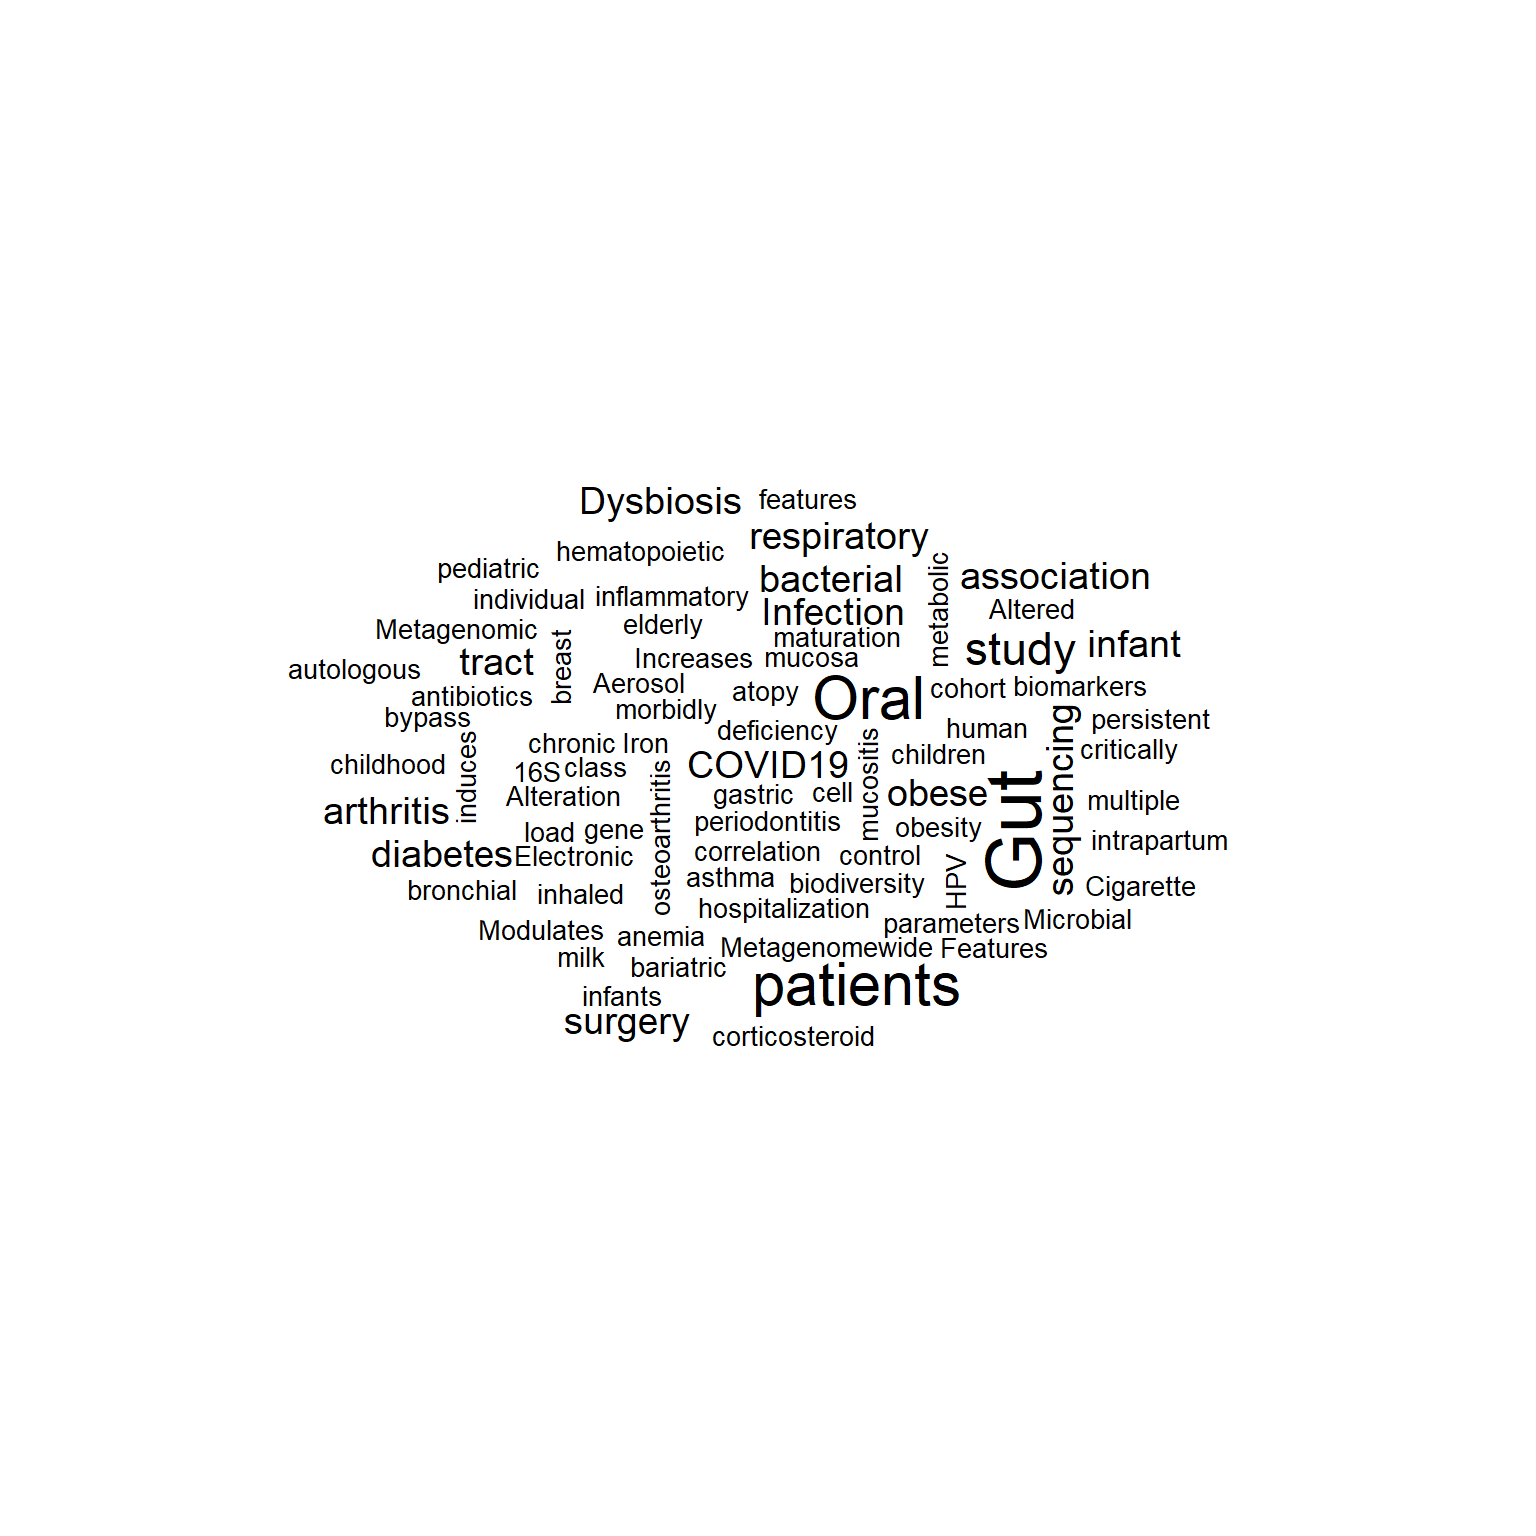 Dysbiosis
features
respiratory
hematopoietic
pediatric
bacterial
association
metabolic
individual
inflammatory
Infection
Altered
Metagenomic
elderly
maturation
study
infant
autologous
tract
breast
Increases
mucosa
antibiotics
Aerosol
atopy
Oral
cohort
biomarkers
bypass
morbidly
deficiency
human
persistent
chronic
Iron
children
critically
childhood
induces
16S
class
COVID19
mucositis
sequencing
Alteration
gastric
cell
obese
Gut
multiple
arthritis
load
gene
osteoarthritis
periodontitis
obesity
intrapartum
diabetes
Electronic
correlation
control
bronchial
inhaled
asthma
biodiversity
HPV
Cigarette
hospitalization
parameters
Microbial
Modulates
anemia
Metagenomewide
Features
milk
bariatric
patients
infants
surgery
corticosteroid